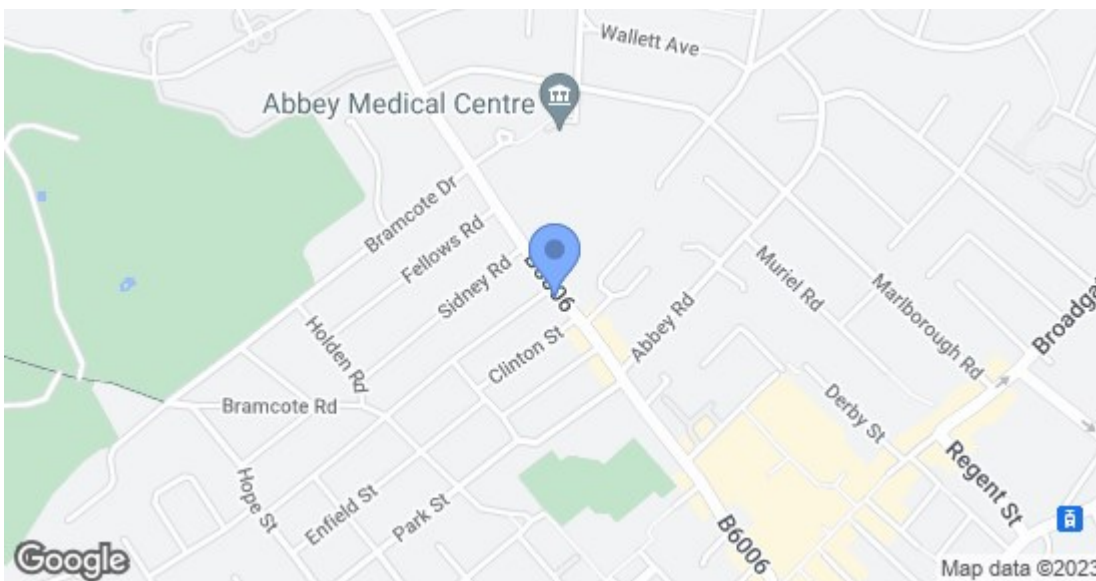 Wallett Ave
Abbey Medical Centre
Bramcote Dr
Fellows Rd
Sidney Rd
B6006
Muriel Rd
Marlborough Rd
Broadga
Holden Rd
Clinton St
Abbey Rd
Bramcote Rd
Derby St
Regent St
Hope St
Enfield St
Park St
B6006
Google
Map data ©2023